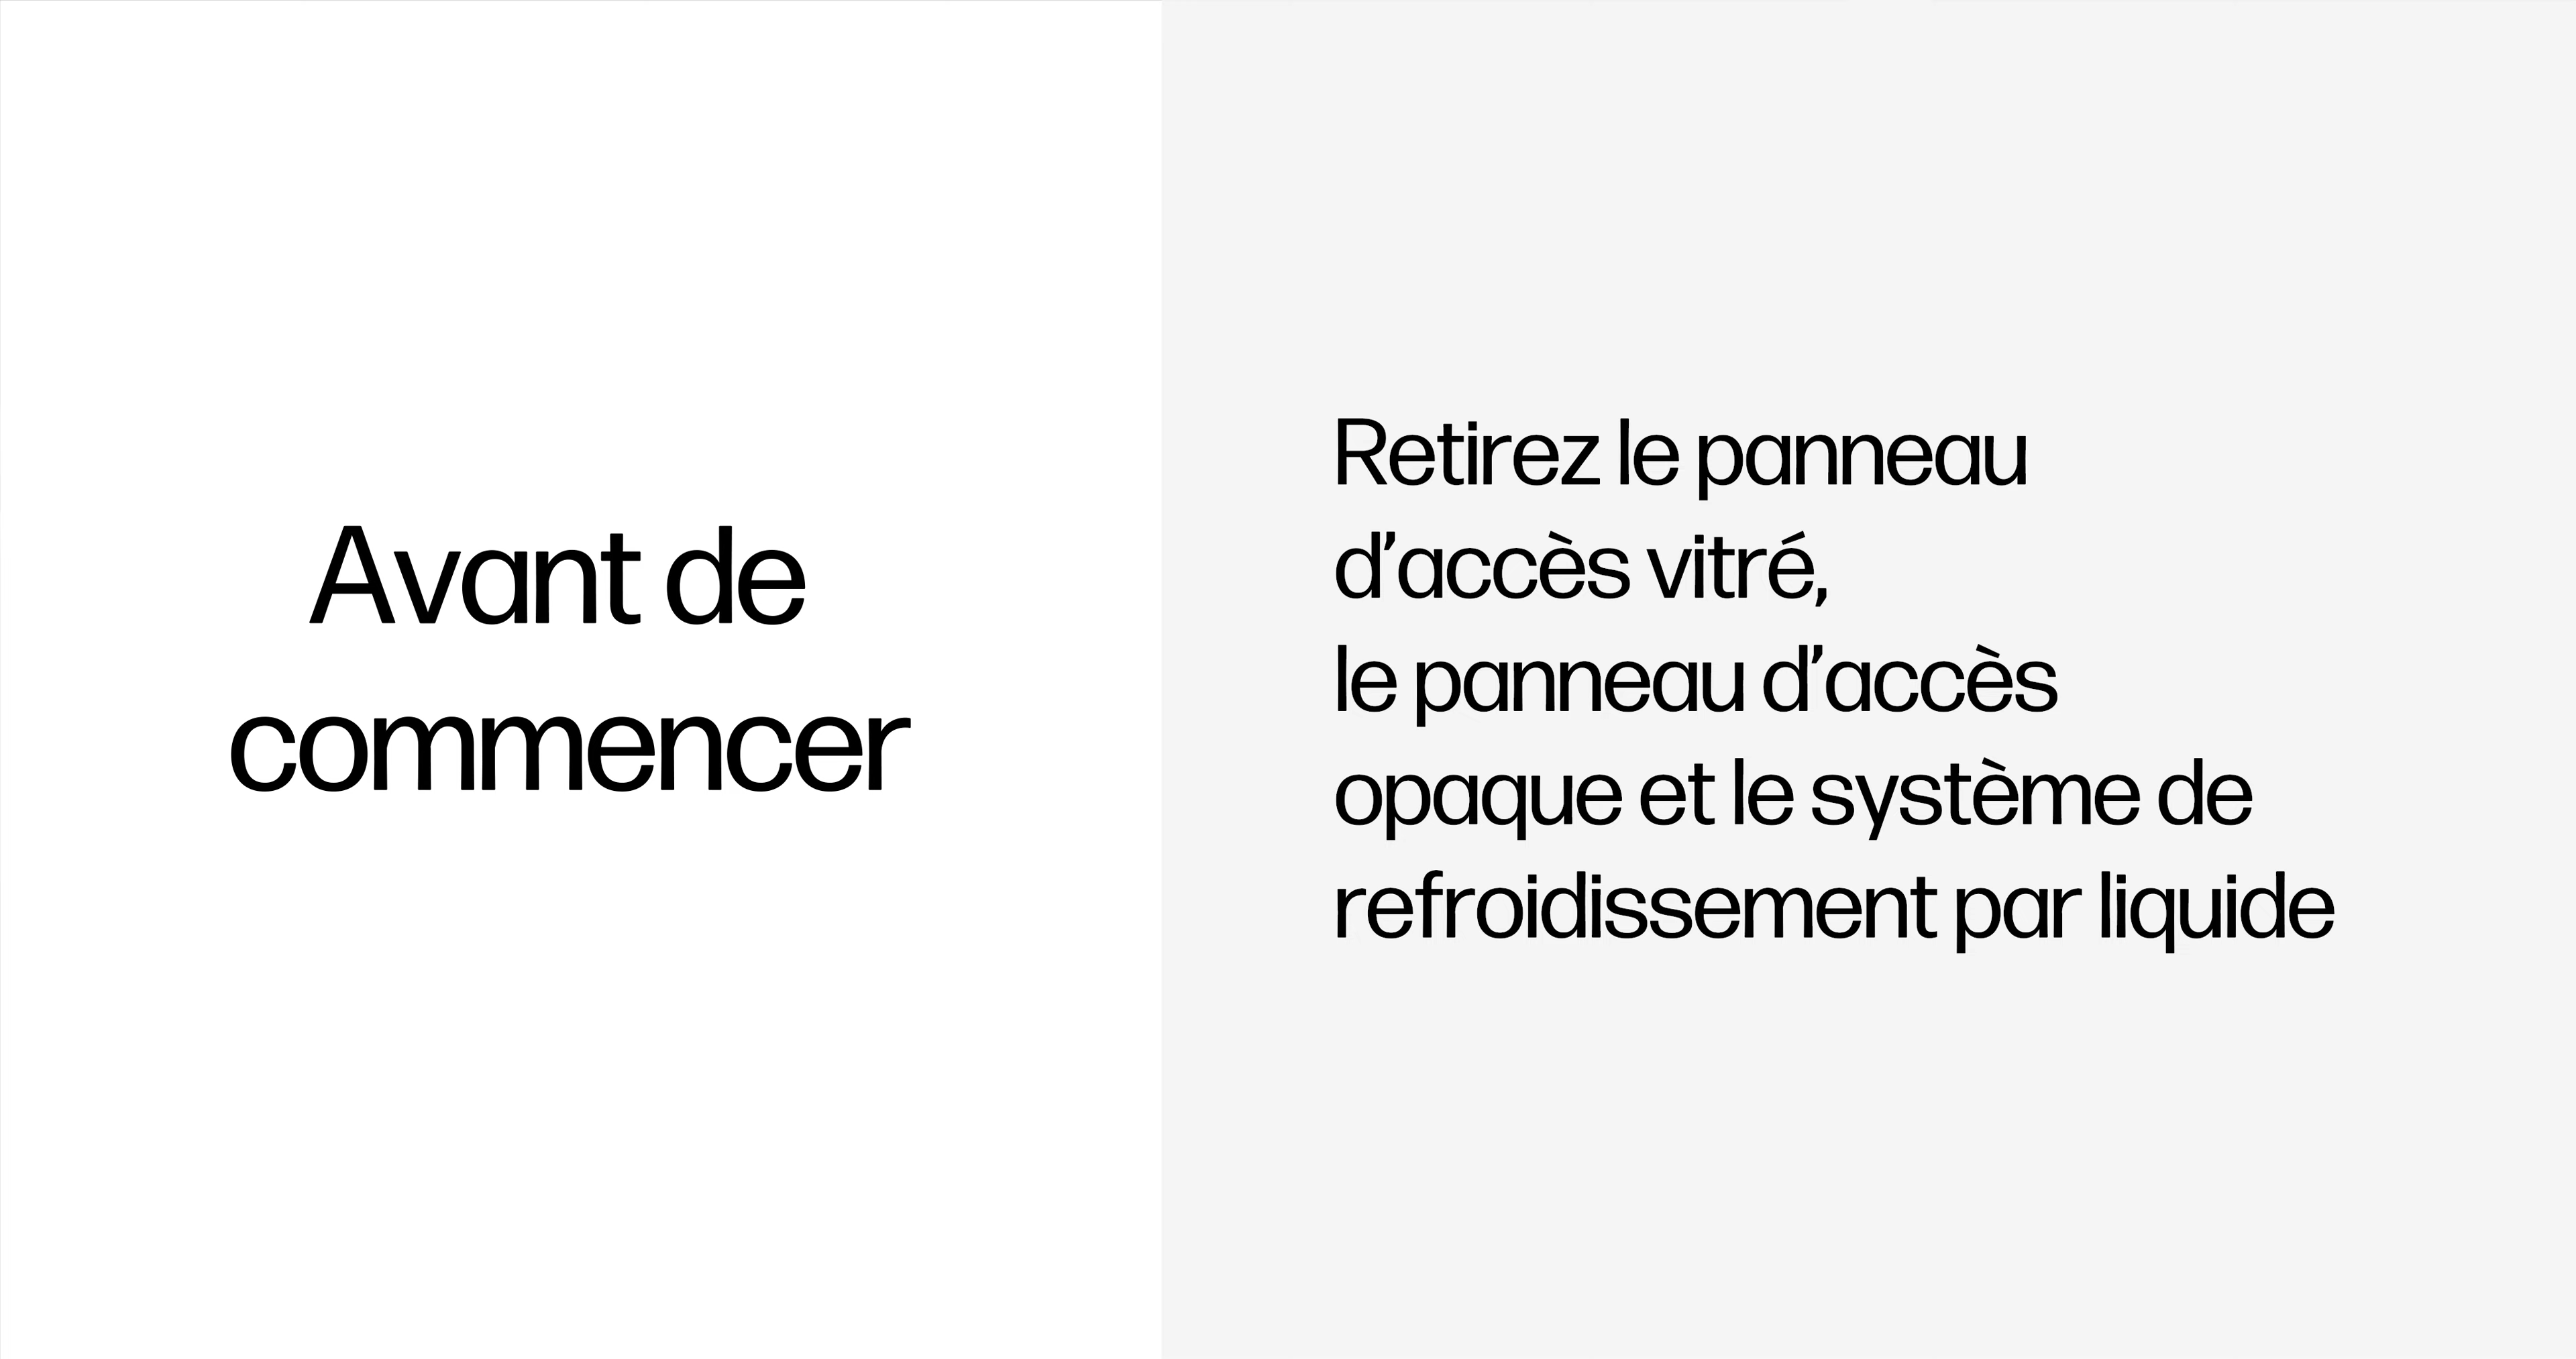 Avant de
commencer
Retirez le panneau
d’accès vitré,
le panneau d’accès
opaque et le système de
refroidissement par liquide